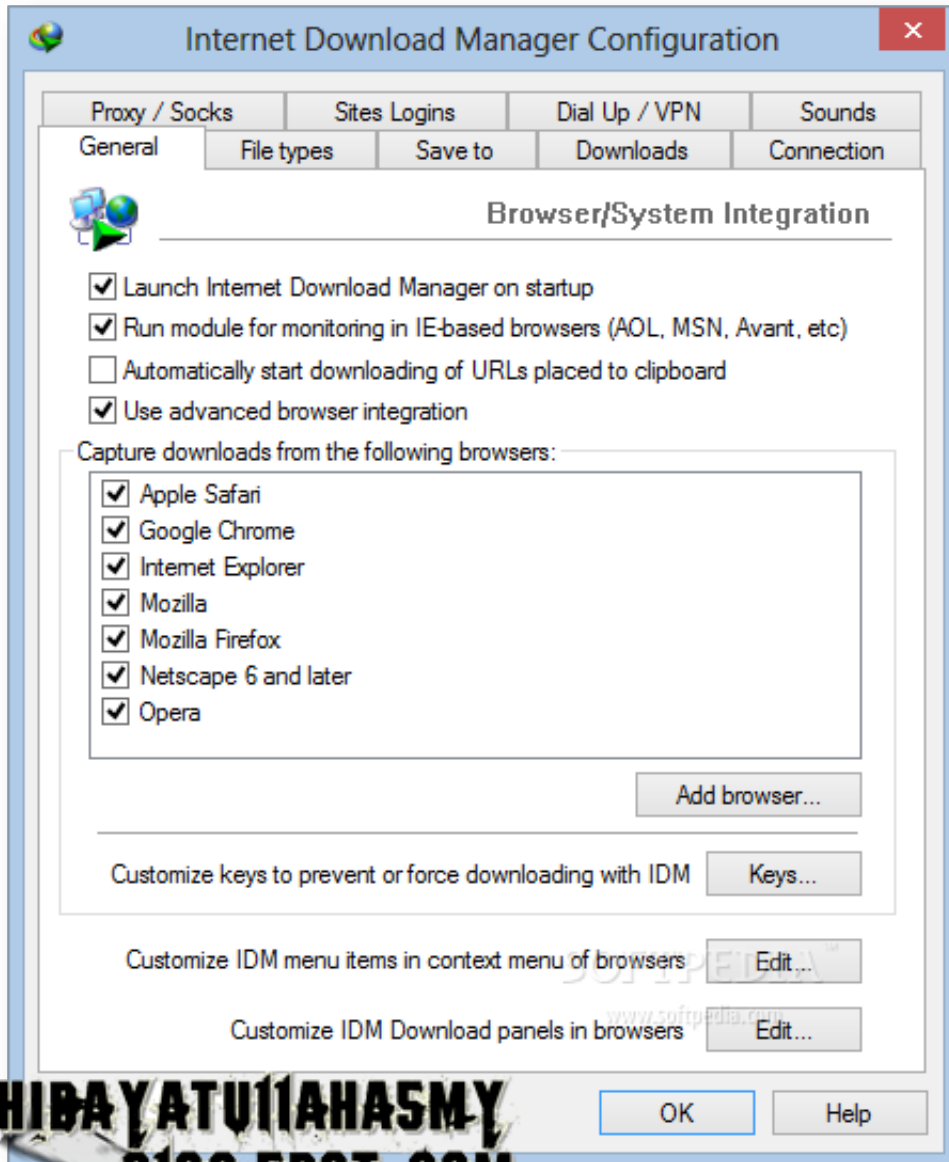 Internet Download Manager Configuration
Proxy / Socks
Sites Logins
Dial Up / VPN
Sounds
General
File types
Save to
Downloads
Connection
Browser/System Integration
Launch Internet Download Manager on startup
Run module for monitoring in IE-based browsers (AOL, MSN, Avant, etc)
Automatically start downloading of URLs placed to clipboard
Use advanced browser integration
Capture downloads from the following browsers:
Apple Safari
Google Chrome
Internet Explorer
Mozilla
Mozilla Firefox
Netscape 6 and later
Opera
Add browser...
Customize keys to prevent or force downloading with IDM
Keys...
Customize IDM menu items in context menu of browsers
Edit...
SOFTPEDIA
www.softpedia.com
Customize IDM Download panels in browsers
Edit...
HIDAYATUllAHASMY
OK
Help